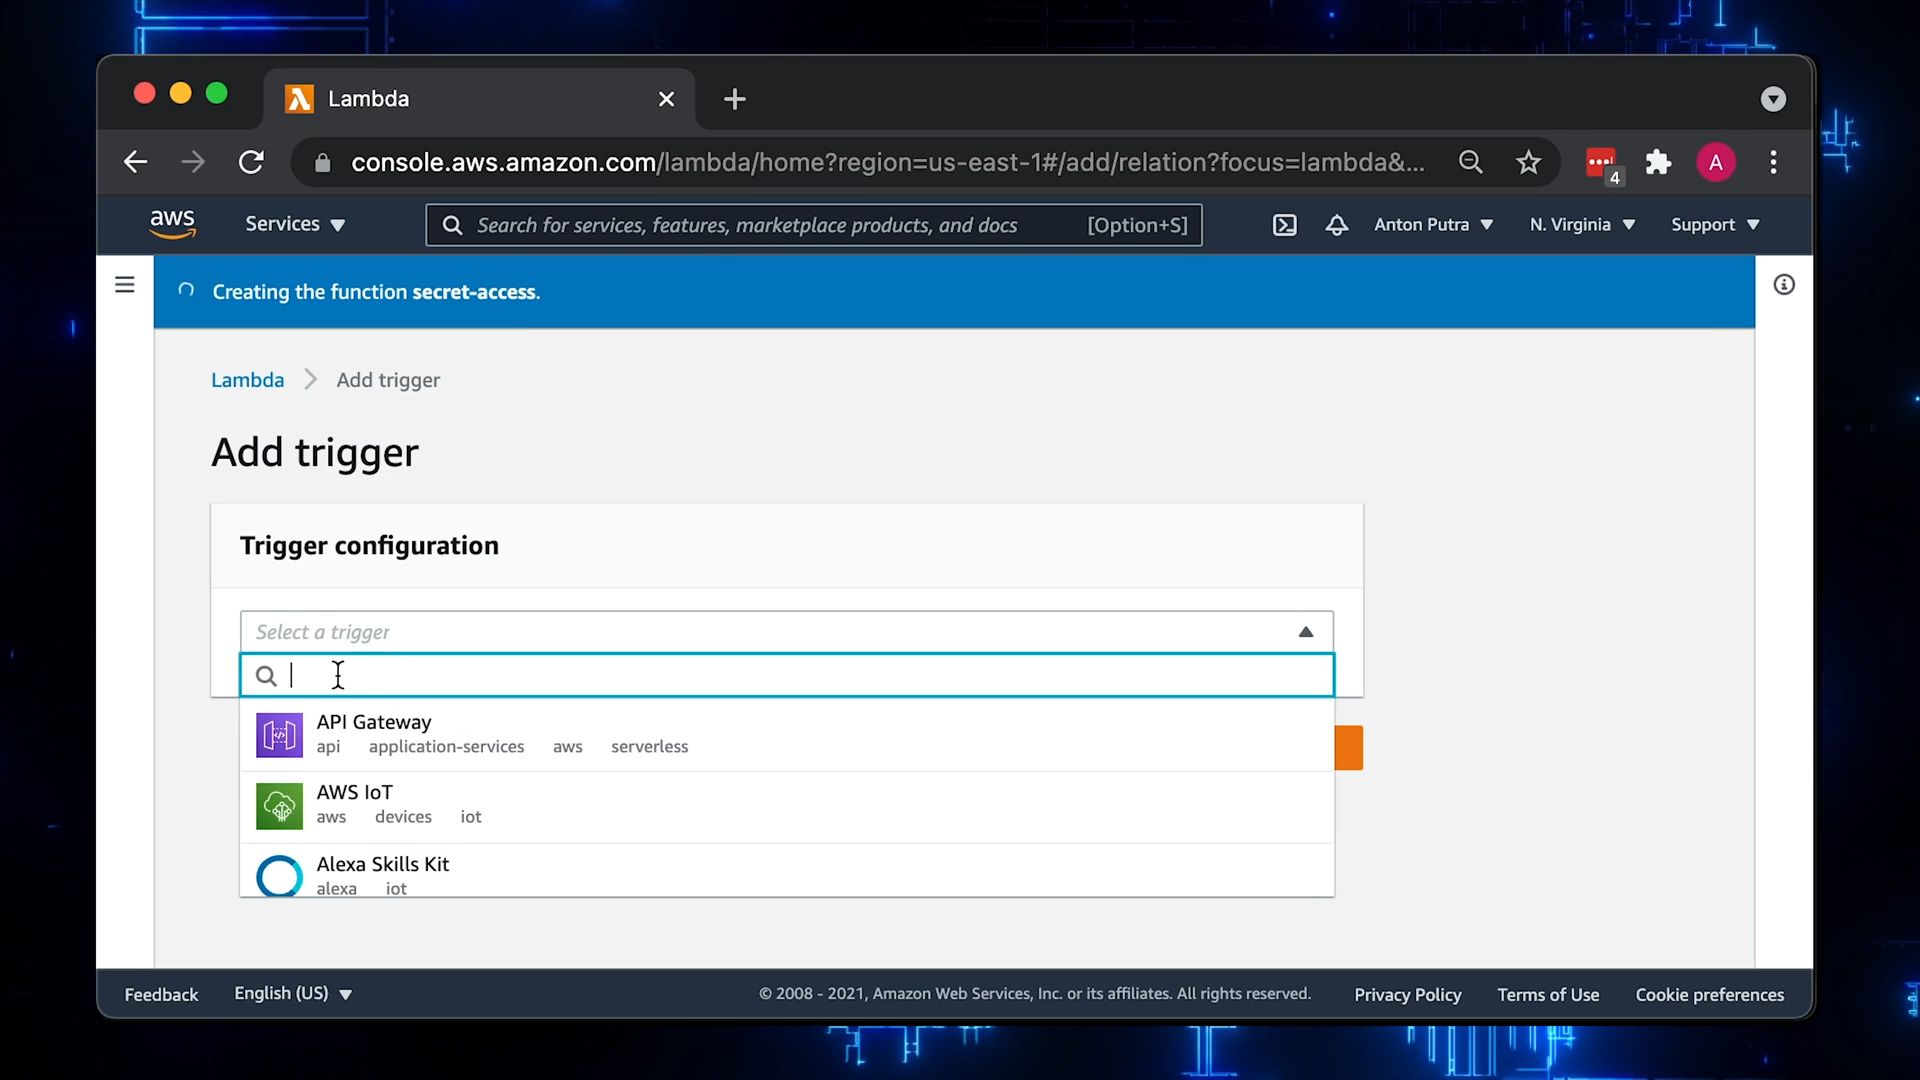 Lambda
console.aws.amazon.com/lambda/home?region=us-east-1#/add/relation?focus=lambda&...
4
A
aws
Services
Search for services, features, marketplace products, and docs
[Option+S]
Anton Putra
N. Virginia
Support
Creating the function secret-access.
Lambda
Add trigger
Add trigger
Trigger configuration
Select a trigger
API Gateway
api application-services aws serverless
AWS IoT
aws devices iot
Alexa Skills Kit
alexa iot
Feedback
English (US)
© 2008 - 2021, Amazon Web Services, Inc. or its affiliates. All rights reserved.
Privacy Policy
Terms of Use
Cookie preferences